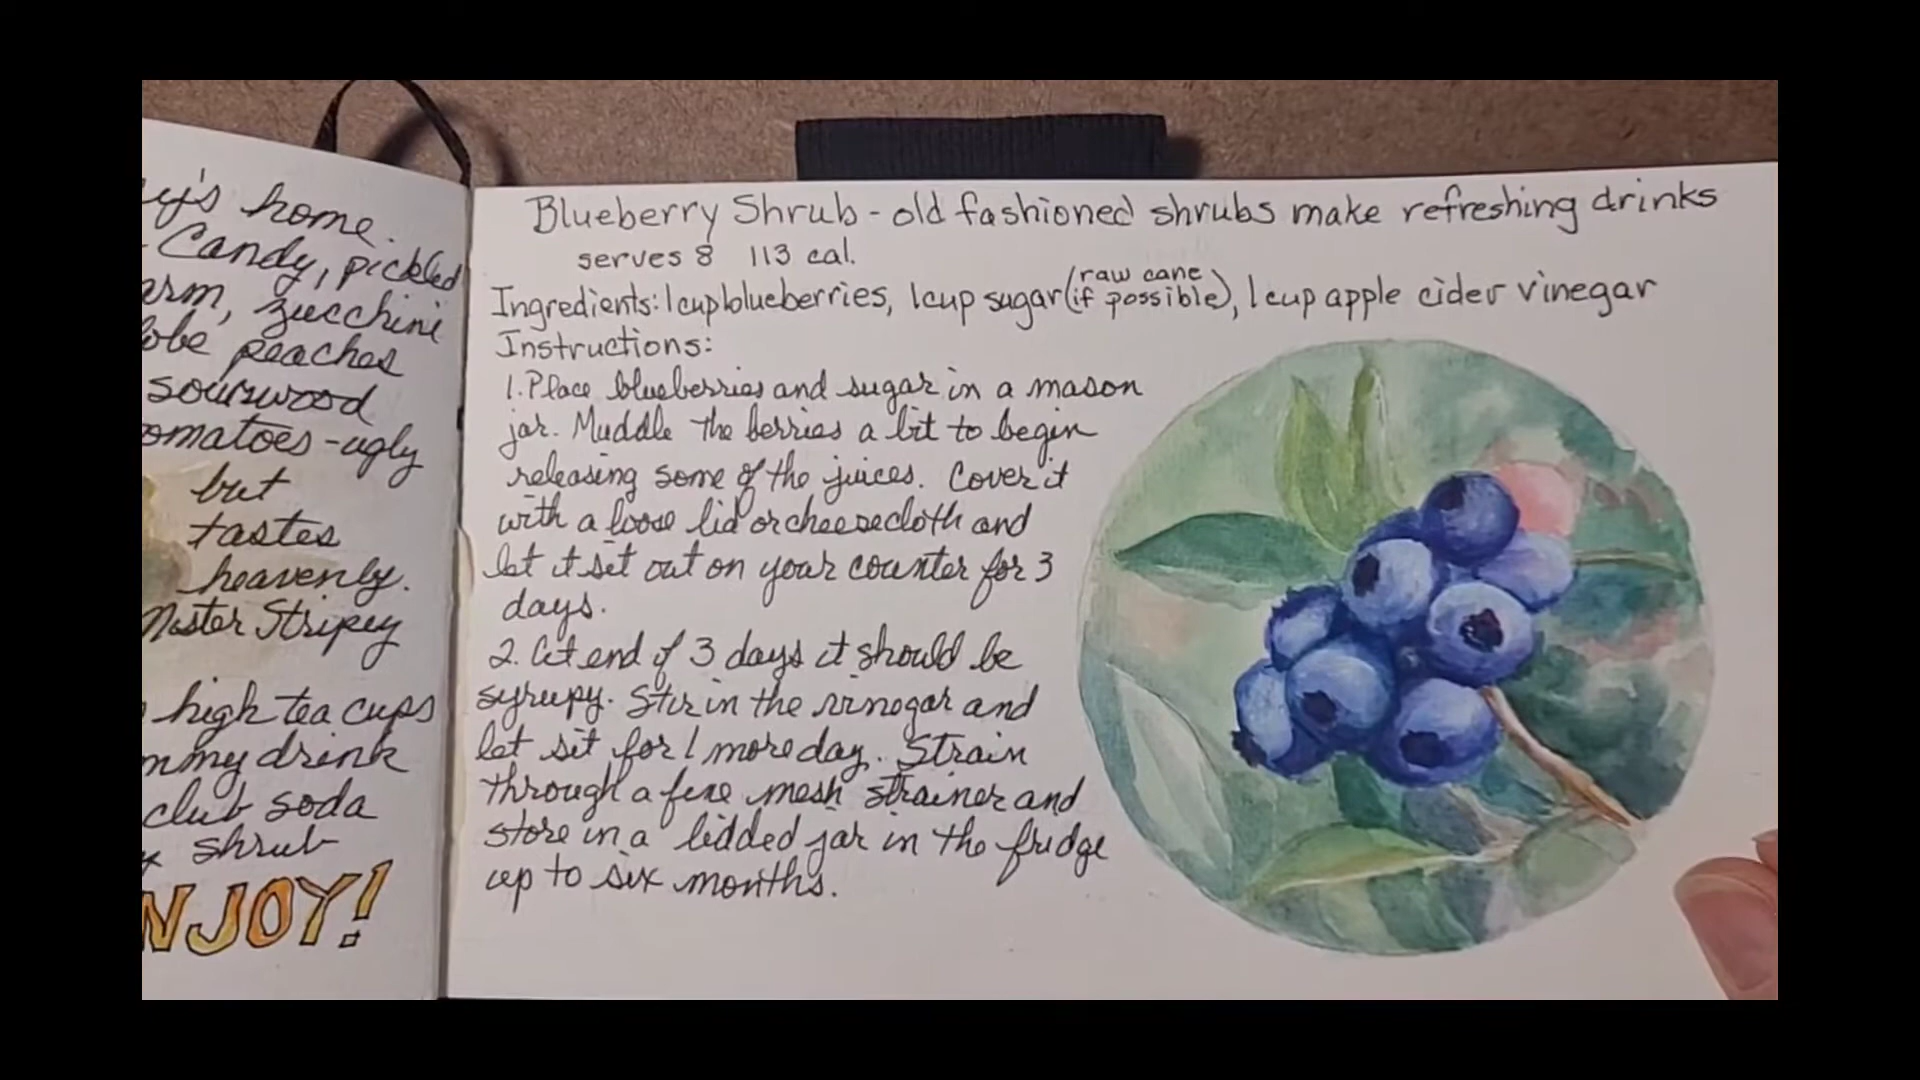 y's home.
- Candy, pickled
arm, zucchini
lobe peaches
sourwood
omatoes - ugly
but
tastes
heavenly.
Mister Stripey
high tea cups
mmy drink
club soda
shrub
NJOY!
Blueberry Shrub - old fashioned shrubs make refreshing drinks
serves 8 113 cal.
(raw cane
Ingredients: 1 cup blueberries, 1 cup sugar if possible), 1 cup apple cider vinegar
Instructions:
1. Place blueberries and sugar in a mason
jar. Muddle the berries a bit to begin
releasing some of the juices. Cover it
with a loose lid or cheesecloth and
let it sit out on your counter for 3
days.
2. At end of 3 days it should be
syrupy. Stir in the vinegar and
let sit for 1 more day. Strain
through a fine mesh strainer and
store in a lidded jar in the fridge
up to six months.